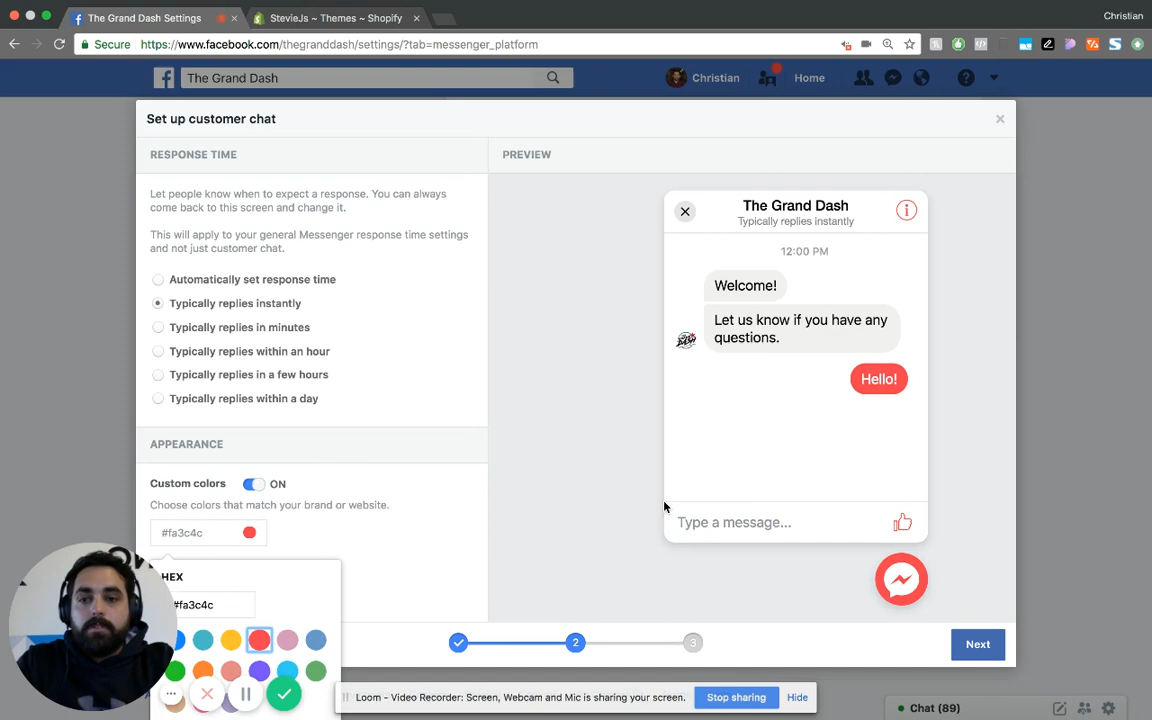 The Grand Dash Settings
StevieJs ~ Themes ~ Shopify
Christian
Secure
https://www.facebook.com/thegranddash/settings/?tab=messenger_platform
The Grand Dash
Christian
Home
Set up customer chat
RESPONSE TIME
PREVIEW
Let people know when to expect a response. You can always
come back to this screen and change it.
This will apply to your general Messenger response time settings
and not just customer chat.
Automatically set response time
Typically replies instantly
Typically replies in minutes
Typically replies within an hour
Typically replies in a few hours
Typically replies within a day
APPEARANCE
Custom colors
ON
Choose colors that match your brand or website.
#fa3c4c
HEX
#fa3c4c
The Grand Dash
Typically replies instantly
12:00 PM
Welcome!
Let us know if you have any
questions.
Hello!
Type a message...
2
3
Next
Loom - Video Recorder: Screen, Webcam and Mic is sharing your screen.
Stop sharing
Hide
Chat (89)